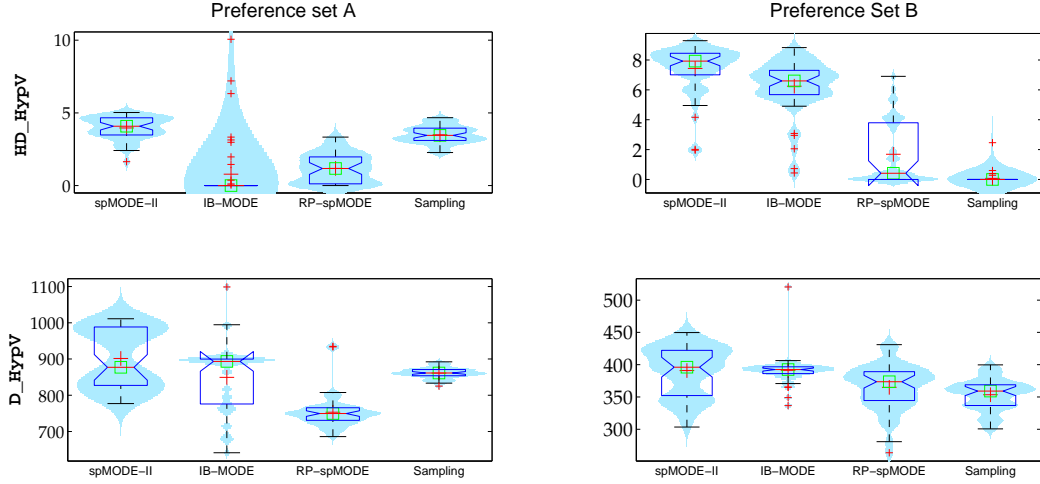 Preference set A
Preference Set B
HD_HypV
10
5
0
spMODE-II
IB-MODE
RP-spMODE
Sampling
8
6
4
2
0
spMODE-II
IB-MODE
RP-spMODE
Sampling
D_HypV
1100
1000
900
800
700
spMODE-II
IB-MODE
RP-spMODE
Sampling
500
450
400
350
300
spMODE-II
IB-MODE
RP-spMODE
Sampling